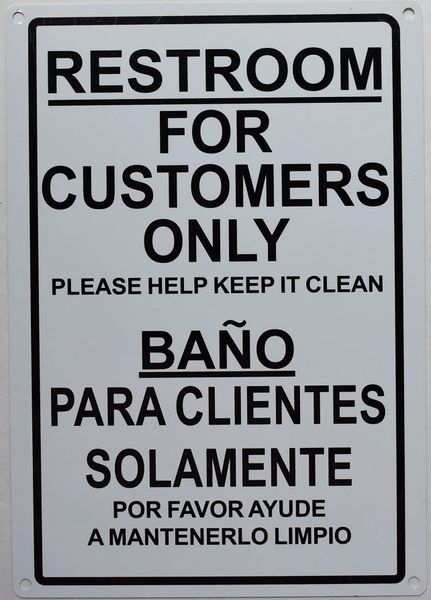 RESTROOM
FOR
CUSTOMERS
ONLY
PLEASE HELP KEEP IT CLEAN
BAÑO
PARA CLIENTES
SOLAMENTE
POR FAVOR AYUDE
A MANTENERLO LIMPIO